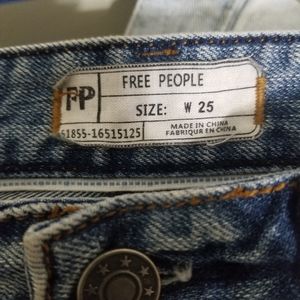 FP
FREE PEOPLE
SIZE: W 25
MADE IN CHINA
FABRIQUR EN CHINA
51855-16515125